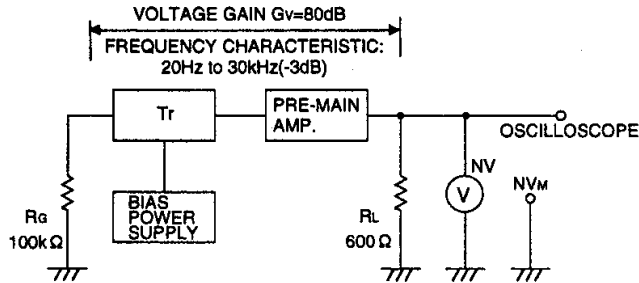 VOLTAGE GAIN Gv=80dB
FREQUENCY CHARACTERISTIC:
20Hz to 30kHz(-3dB)
Tr
PRE-MAIN
AMP.
OSCILLOSCOPE
NV
V
NVM
BIAS
POWER
SUPPLY
RG
100kΩ
RL
600Ω